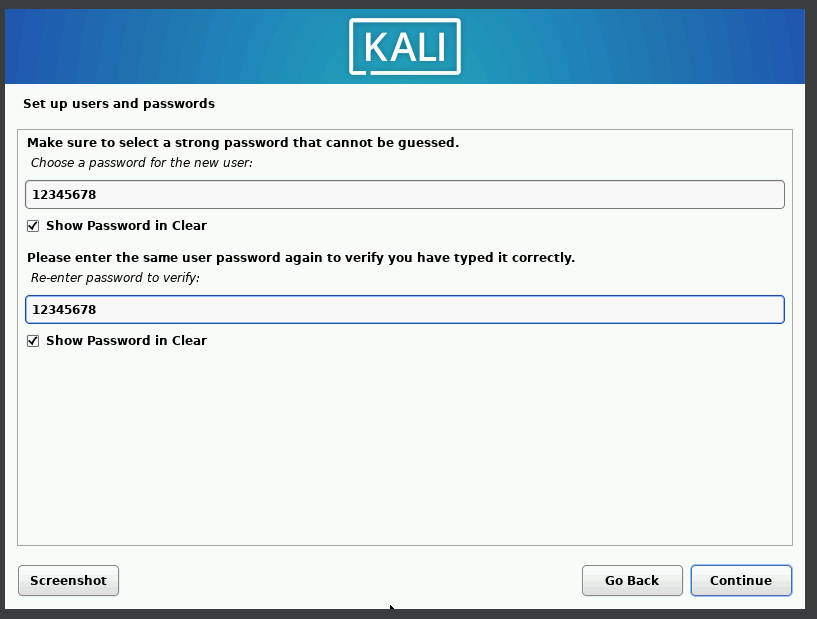 KALI
Set up users and passwords
Make sure to select a strong password that cannot be guessed.
Choose a password for the new user:
12345678
Show Password in Clear
Please enter the same user password again to verify you have typed it correctly.
Re-enter password to verify:
12345678
Show Password in Clear
Screenshot
Go Back
Continue